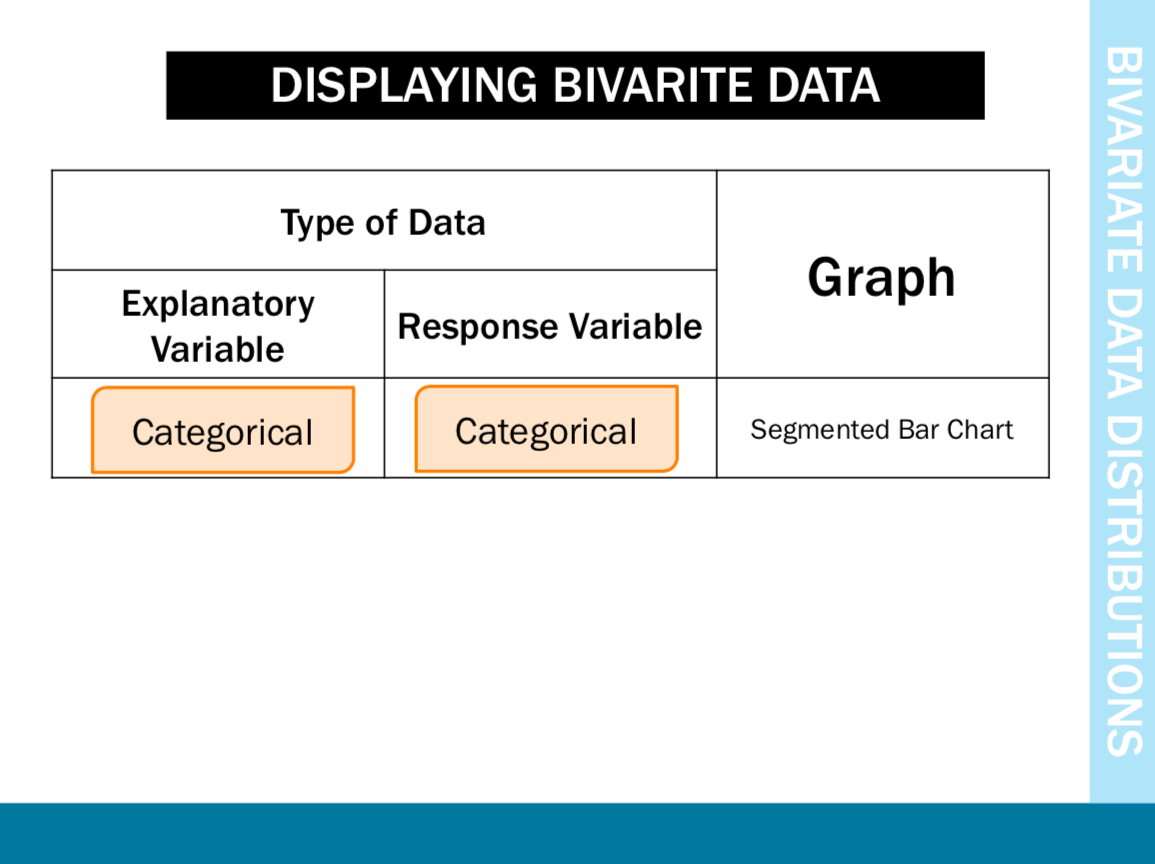 DISPLAYING BIVARITE DATA
Type of Data
Graph
Explanatory
Variable
Response Variable
Categorical
Categorical
Segmented Bar Chart
BIVARIATE DATA DISTRIBUTIONS